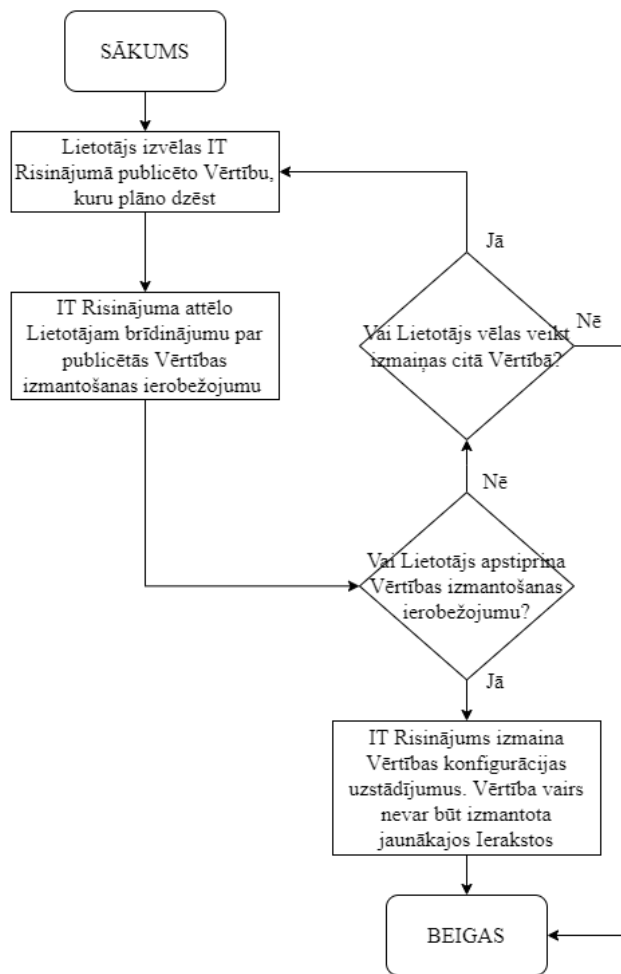 SĀKUMS
Lietotājs izvēlas IT
Risinājumā publicēto Vērtību,
kuru plāno dzēst
IT Risinājuma attēlo
Lietotājam brīdinājumu par
publicētās Vērtības
izmantošanas ierobežojumu
Jā
Vai Lietotājs vēlas veikt
izmaiņas citā Vērtībā?
Nē
Nē
Vai Lietotājs apstiprina
Vērtības izmantošanas
ierobežojumu?
Jā
IT Risinājums izmaina
Vērtības konfigurācijas
uzstādījumus. Vērtība vairs
nevar būt izmantota
jaunākajos Ierakstos
BEIGAS